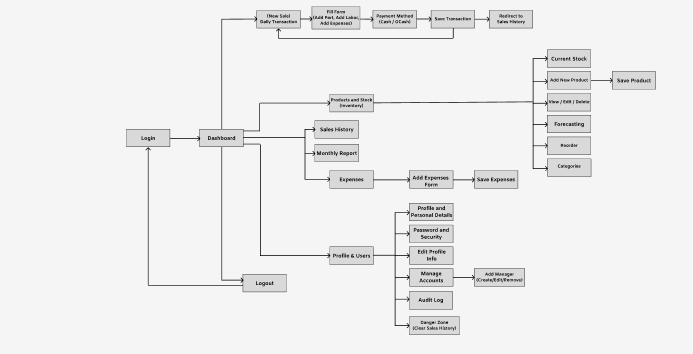 (New Sale)
Daily Transaction
Fill Form
(Add Part, Add Labor,
Add Expenses)
Payment Method
(Cash / GCash)
Save Transaction
Redirect to
Sales History
Current Stock
Add New Product
Save Product
Products and Stock
(Inventory)
View / Edit / Delete
Forecasting
Login
Dashboard
Sales History
Reorder
Monthly Report
Categories
Expenses
Add Expenses
Form
Save Expenses
Profile and
Personal Details
Password and
Security
Profile & Users
Edit Profile
Info
Manage
Accounts
Add Manager
(Create/Edit/Remove)
Logout
Audit Log
Danger Zone
(Clear Sales History)